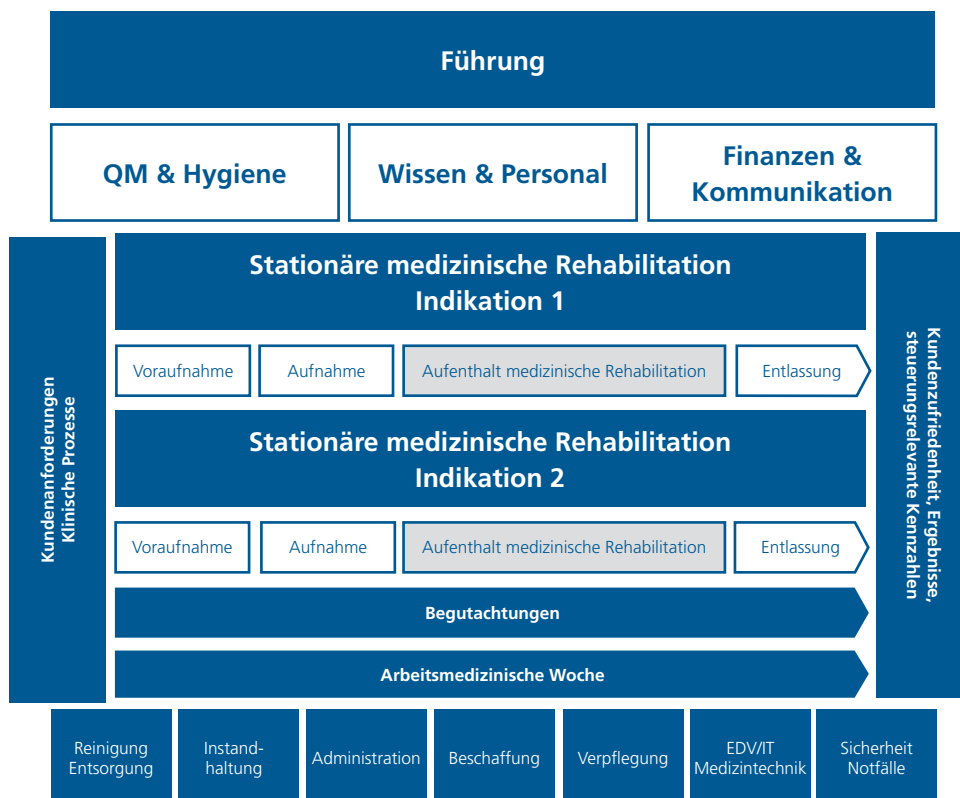 Führung
QM & Hygiene
Wissen & Personal
Finanzen &
Kommunikation
Kundenanforderungen
Klinische Prozesse
Stationäre medizinische Rehabilitation
Indikation 1
Voraufnahme
Aufnahme
Aufenthalt medizinische Rehabilitation
Entlassung
Stationäre medizinische Rehabilitation
Indikation 2
Voraufnahme
Aufnahme
Aufenthalt medizinische Rehabilitation
Entlassung
Begutachtungen
Arbeitsmedizinische Woche
Kundenzufriedenheit, Ergebnisse,
steuerungsrelevante Kennzahlen
Reinigung
Entsorgung
Instand-
haltung
Administration
Beschaffung
Verpflegung
EDV/IT
Medizintechnik
Sicherheit
Notfälle